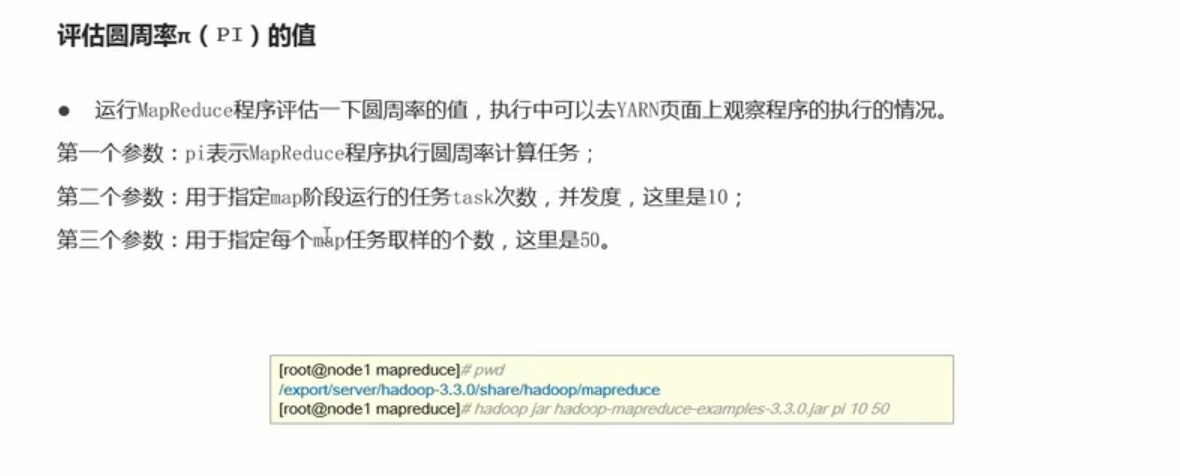 评估圆周率π（PI）的值
● 运行MapReduce程序评估一下圆周率的值，执行中可以去YARN页面上观察程序的执行的情况。
第一个参数：pi表示MapReduce程序执行圆周率计算任务；
第二个参数：用于指定map阶段运行的任务task次数，并发度，这里是10；
第三个参数：用于指定每个map任务取样的个数，这里是50。
[root@node1 mapreduce]# pwd
/export/server/hadoop-3.3.0/share/hadoop/mapreduce
[root@node1 mapreduce]# hadoop jar hadoop-mapreduce-examples-3.3.0.jar pi 10 50